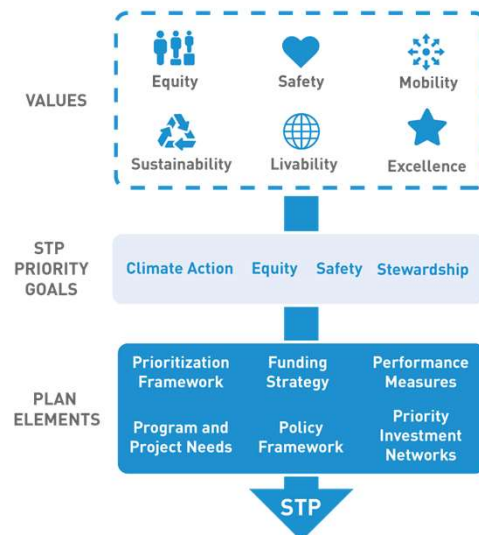 VALUES
Equity
Safety
Mobility
Sustainability
Livability
Excellence
STP
PRIORITY
GOALS
Climate Action Equity Safety Stewardship
PLAN
ELEMENTS
Prioritization
Framework
Funding
Strategy
Performance
Measures
Program and
Project Needs
Policy
Framework
Priority
Investment
Networks
STP